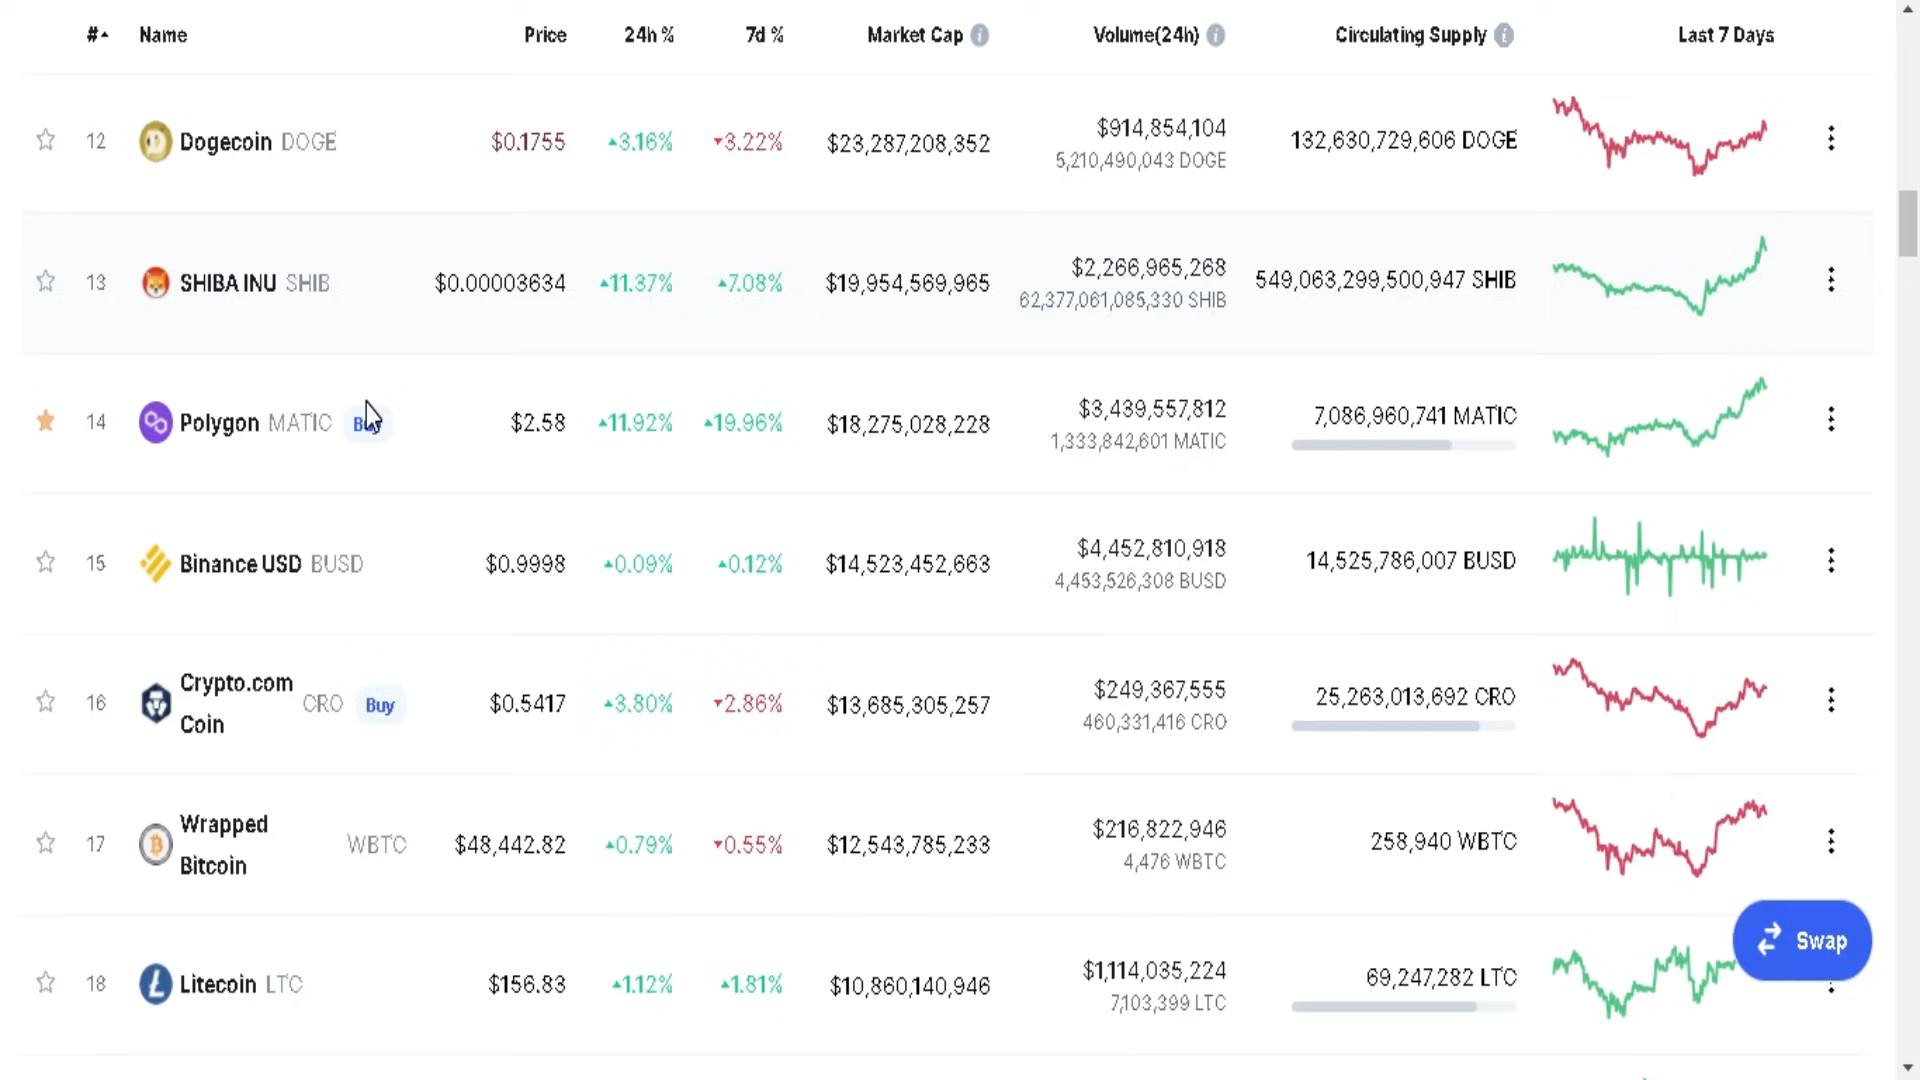 # Name Price 24h % 7d % Market Cap Volume(24h) Circulating Supply Last 7 Days
12 Dogecoin DOGE $0.1755 3.16% 3.22% $23,287,208,352 $914,854,104 132,630,729,606 DOGE
5,210,490,043 DOGE
13 SHIBA INU SHIB $0.00003634 11.37% 7.08% $19,954,569,965 $2,266,965,268 549,063,299,500,947 SHIB
62,377,061,085,330 SHIB
14 Polygon MATIC $2.58 11.92% 19.96% $18,275,028,228 $3,439,557,812 7,086,960,741 MATIC
1,333,842,601 MATIC
15 Binance USD BUSD $0.9998 0.09% 0.12% $14,523,452,663 $4,452,810,918 14,525,786,007 BUSD
4,453,526,308 BUSD
16 Crypto.com Coin CRO Buy $0.5417 3.80% 2.86% $13,685,305,257 $249,367,555 25,263,013,692 CRO
460,331,416 CRO
17 Wrapped Bitcoin WBTC $48,442.82 0.79% 0.55% $12,543,785,233 $216,822,946 258,940 WBTC
4,476 WBTC
Swap
18 Litecoin LTC $156.83 1.12% 1.81% $10,860,140,946 $1,114,035,224 69,247,282 LTC
7,103,399 LTC